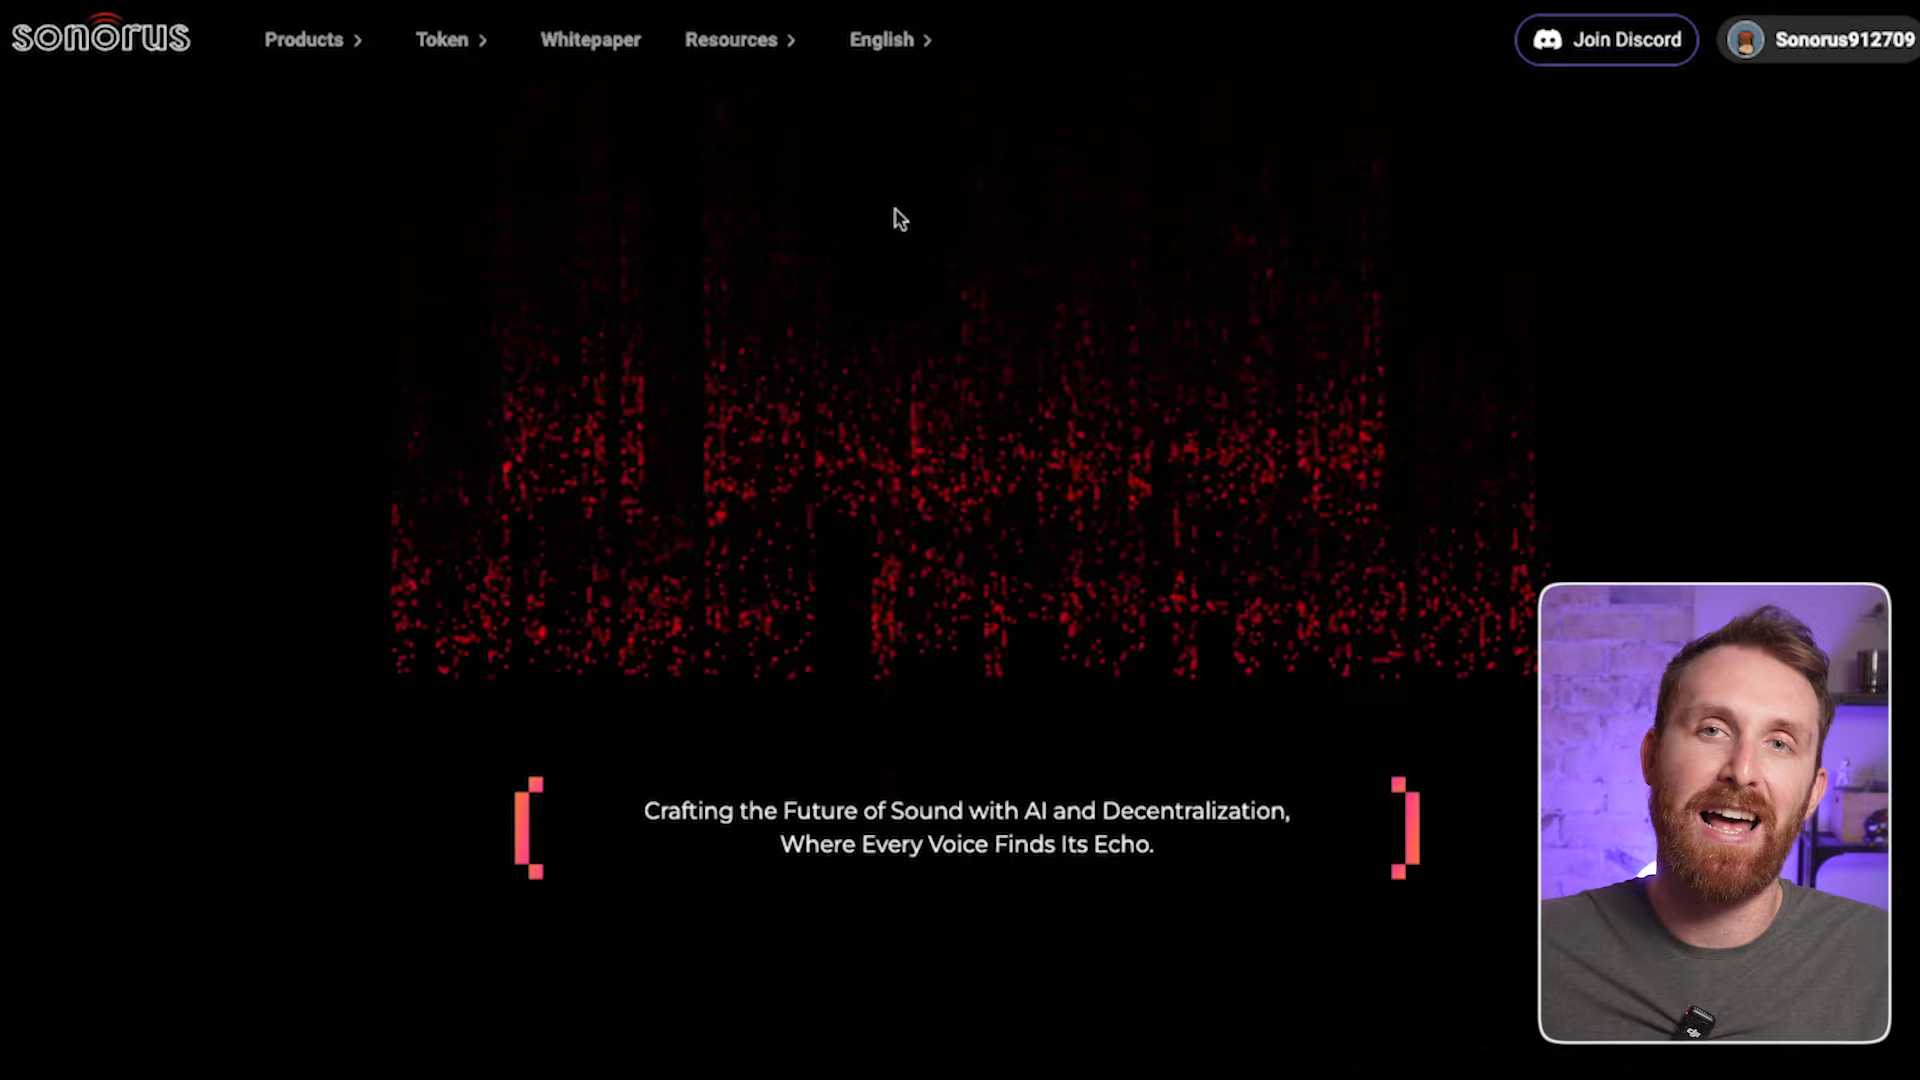 sonorus
Products
Token
Whitepaper
Resources
English
Join Discord
Sonorus912709
Crafting the Future of Sound with AI and Decentralization,
Where Every Voice Finds Its Echo.
dji